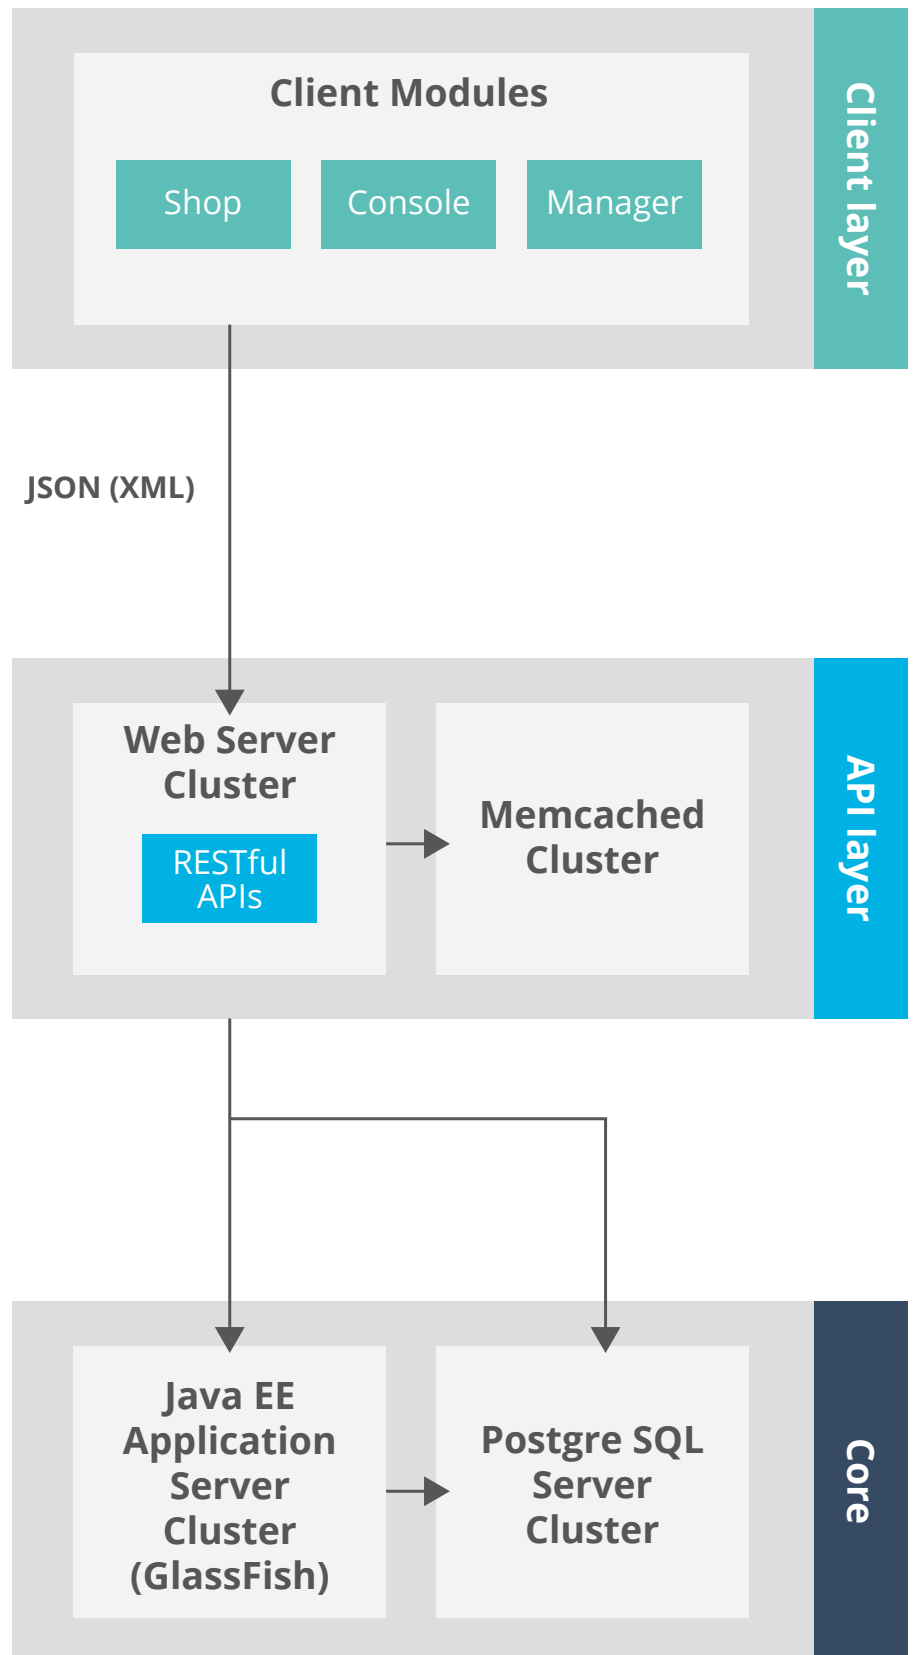 Client Modules
Shop
Console
Manager
Client layer
JSON (XML)
Web Server
Cluster
RESTful
APIs
Memcached
Cluster
API layer
Java EE
Application
Server
Cluster
(GlassFish)
Postgre SQL
Server
Cluster
Core